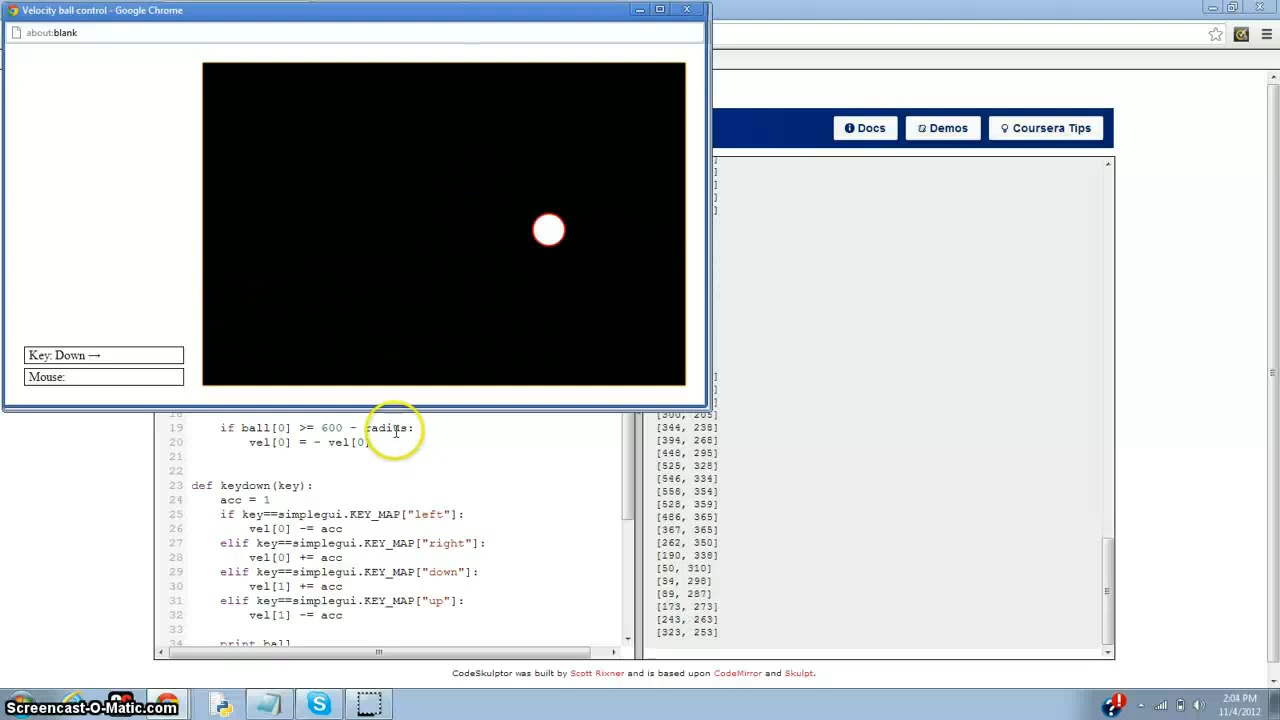 Velocity ball control - Google Chrome
about:blank
Key: Down →
Mouse:
Docs
Demos
Coursera Tips
19 if ball[0] >= 600 - radius:
20 vel[0] = - vel[0]
21
22
23 def keydown(key):
24 acc = 1
25 if key==simplegui.KEY_MAP["left"]:
26 vel[0] -= acc
27 elif key==simplegui.KEY_MAP["right"]:
28 vel[0] += acc
29 elif key==simplegui.KEY_MAP["down"]:
30 vel[1] += acc
31 elif key==simplegui.KEY_MAP["up"]:
32 vel[1] -= acc
33
34 print ball
[300, 205]
[344, 238]
[394, 268]
[448, 295]
[525, 328]
[546, 334]
[558, 354]
[528, 359]
[486, 365]
[367, 365]
[262, 350]
[190, 338]
[50, 310]
[34, 298]
[89, 287]
[173, 273]
[243, 263]
[323, 253]
CodeSkulptor was built by Scott Rixner and is based upon CodeMirror and Skulpt.
Screencast-O-Matic.com
2:04 PM
11/4/2012